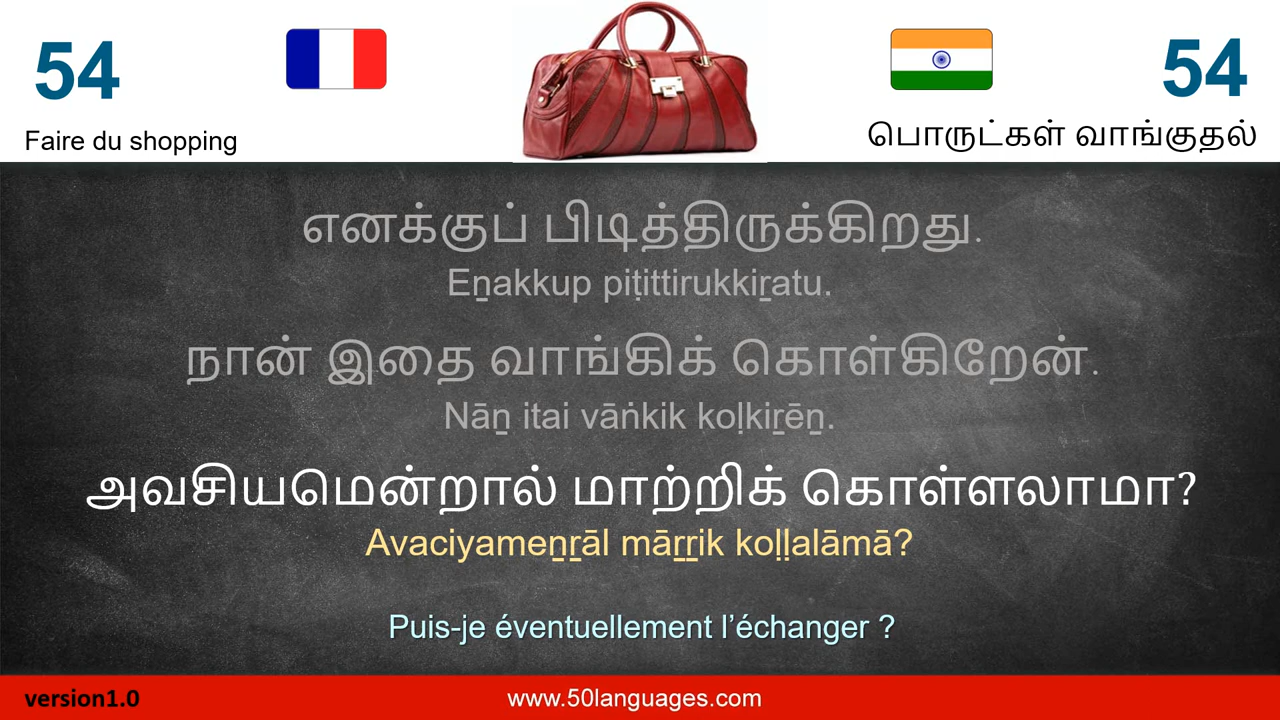 54
54
Faire du shopping
பொருட்கள் வாங்குதல்
எனக்குப் பிடித்திருக்கிறது.
Eṉakkup piṭittirukkiṟatu.
நான் இதை வாங்கிக் கொள்கிறேன்.
Nāṉ itai vāṅkik koḷkiṟēṉ.
அவசியமென்றால் மாற்றிக் கொள்ளலாமா?
Avaciyameṉṟāl māṟṟik koḷḷalāmā?
Puis-je éventuellement l’échanger ?
version1.0
www.50languages.com